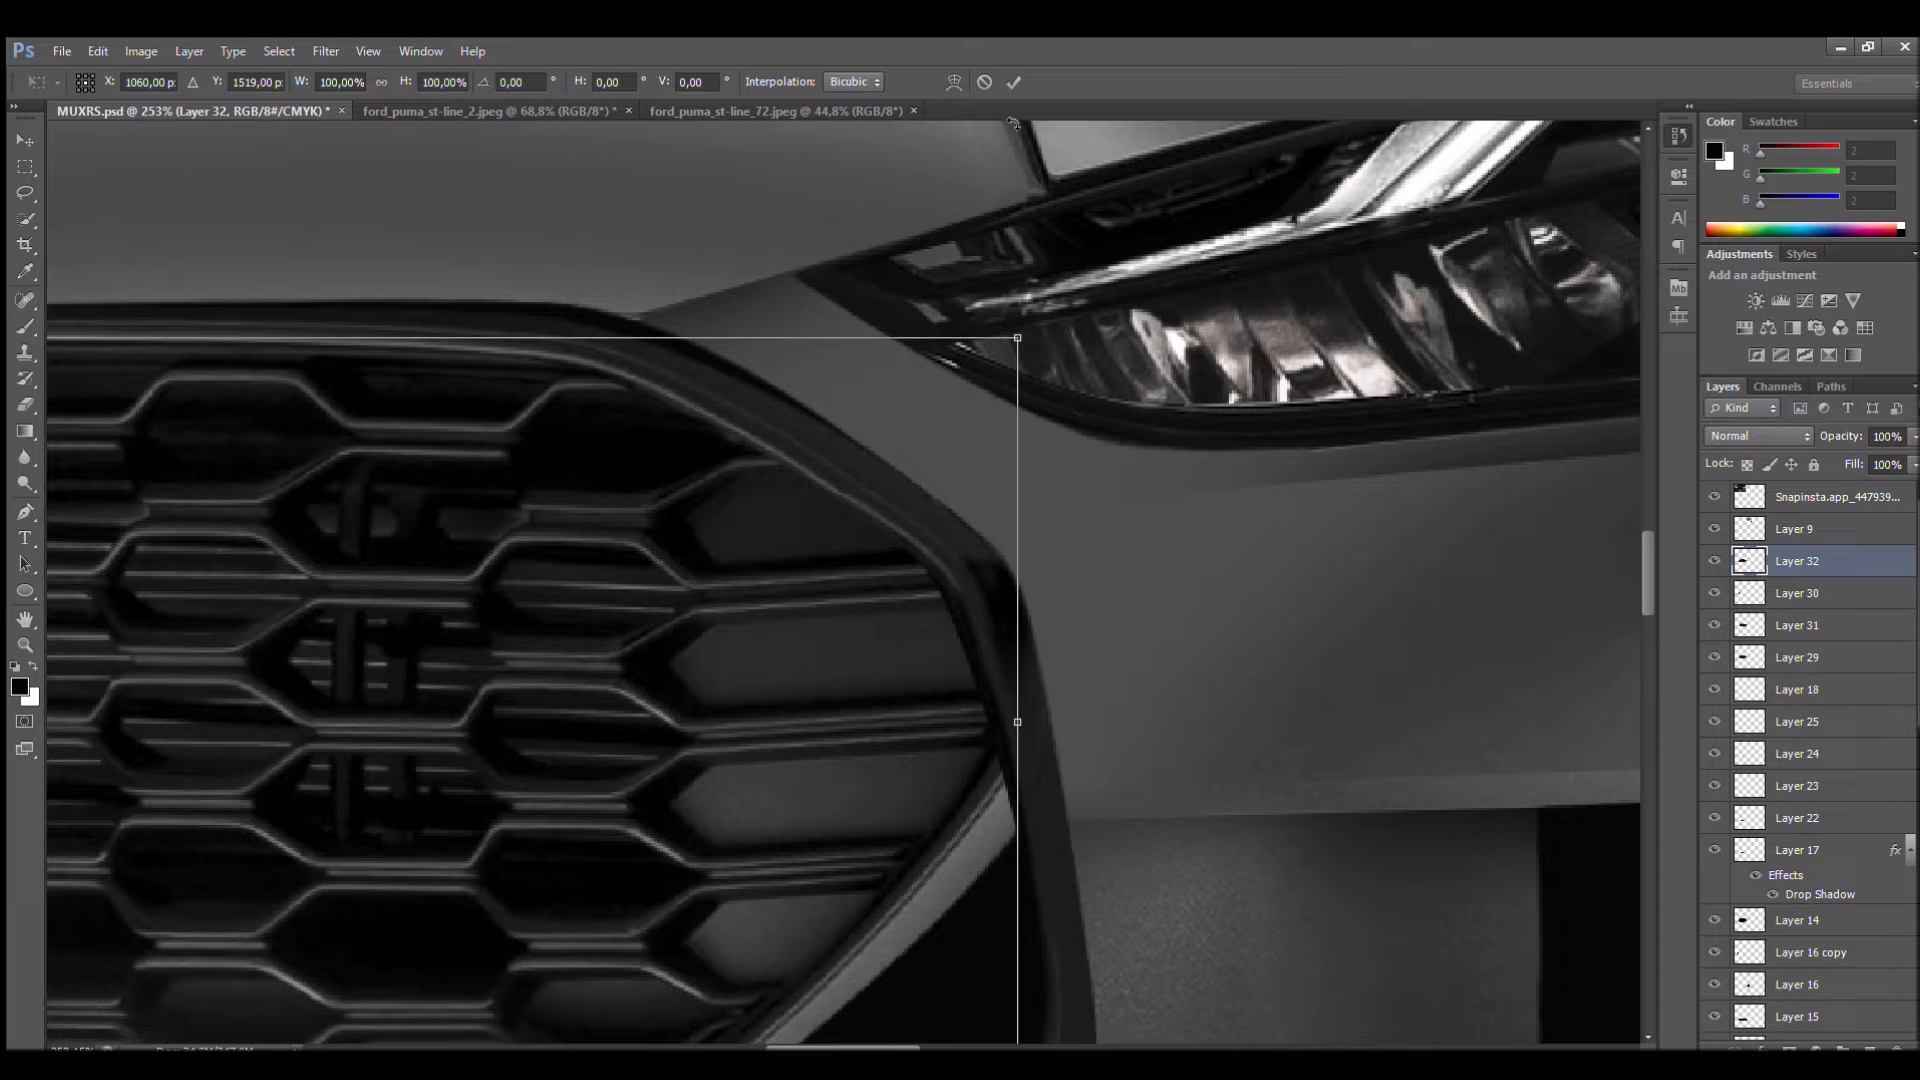 Ps File Edit Image Layer Type Select Filter View Window Help
X: 1060,00 p: Y: 1519,00 p: W: 100,00% H: 100,00% 0,00 ° H: 0,00 ° V: 0,00 ° Interpolation: Bicubic Essentials
MUXRS.psd @ 253% (Layer 32, RGB/8#/CMYK) * × ford_puma_st-line_2.jpeg @ 68,8% (RGB/8*) * × ford_puma_st-line_72.jpeg @ 44,8% (RGB/8*) ×
Color Swatches
R 2
G 2
B 2
Adjustments Styles
Add an adjustment
Layers Channels Paths
Kind
Normal Opacity: 100%
Lock: Fill: 100%
Snapinsta.app_447939...
Layer 9
Layer 32
Layer 30
Layer 31
Layer 29
Layer 18
Layer 25
Layer 24
Layer 23
Layer 22
Layer 17 fx
Effects
Drop Shadow
Layer 14
Layer 16 copy
Layer 16
Layer 15